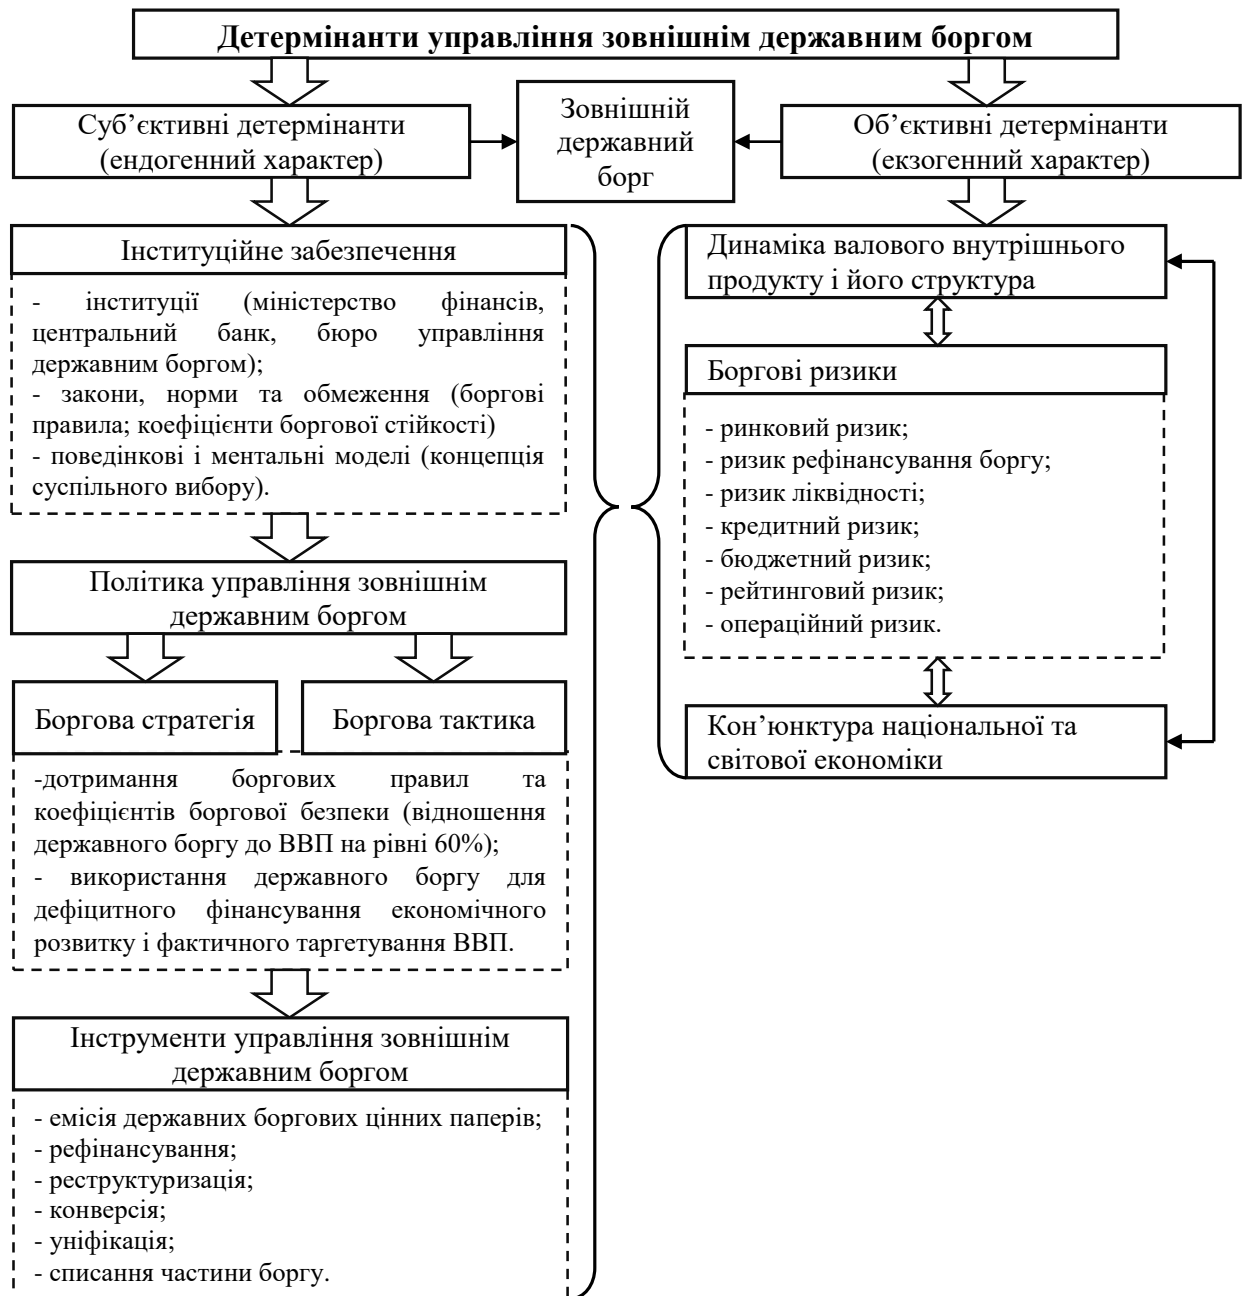 Детермінанти управління зовнішнім державним боргом
Суб’єктивні детермінанти
(ендогенний характер)
Зовнішній
державний
борг
Об’єктивні детермінанти
(екзогенний характер)
Інституційне забезпечення
- інституції (міністерство фінансів,
центральний банк, бюро управління
державним боргом);
- закони, норми та обмеження (боргові
правила; коефіцієнти боргової стійкості)
- поведінкові і ментальні моделі (концепція
суспільного вибору).
Політика управління зовнішнім
державним боргом
Боргова стратегія
Боргова тактика
-дотримання боргових правил та
коефіцієнтів боргової безпеки (відношення
державного боргу до ВВП на рівні 60%);
- використання державного боргу для
дефіцитного фінансування економічного
розвитку і фактичного таргетування ВВП.
Інструменти управління зовнішнім
державним боргом
- емісія державних боргових цінних паперів;
- рефінансування;
- реструктуризація;
- конверсія;
- уніфікація;
- списання частини боргу.
Динаміка валового внутрішнього
продукту і його структура
Боргові ризики
- ринковий ризик;
- ризик рефінансування боргу;
- ризик ліквідності;
- кредитний ризик;
- бюджетний ризик;
- рейтинговий ризик;
- операційний ризик.
Кон’юнктура національної та
світової економіки